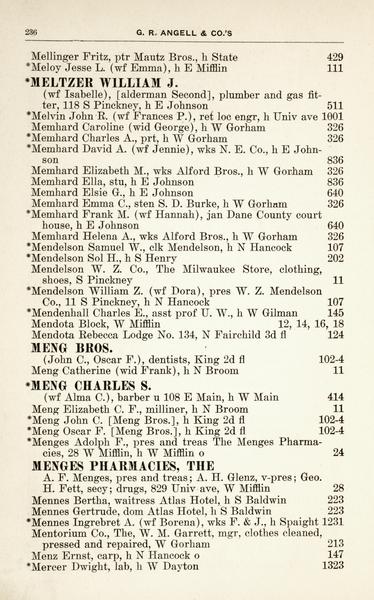 236 G. R. ANGELL & CO.'S
Mellinger Fritz, ptr Mautz Bros., h State 429
*Meloy Jesse L. (wf Emma), h E Mifflin 111
*MELTZER WILLIAM J.
(wf Isabelle), [alderman Second], plumber and gas fit-
ter, 118 S Pinckney, h E Johnson 511
*Melvin John R. (wf Frances P.), ref loc engr, h Univ ave 1001
Memhard Caroline (wid George), h W Gorham 326
*Memhard Charles A., prt, h W Gorham 326
*Memhard David A. (wf Jennie), wks N. E. Co., h E John-
son 836
Memhard Elizabeth M., wks Alford Bros., h W Gorham 326
Memhard Ella, stu, h E Johnson 836
Memhard Elsie G., h E Johnson 640
Memhard Emma C., sten S. D. Burke, h W Gorham 326
*Memhard Frank M. (wf Hannah), jan Dane County court
house, h E Johnson 640
Memhard Helena A., wks Alford Bros., h W Gorham 326
*Mendelson Samuel W., clk Mendelson, h N Hancock 107
*Mendelson Sol H., h S Henry 202
Mendelson W. Z. Co., The Milwaukee Store, clothing,
shoes, S Pinckney 11
*Mendelson William Z. (wf Dora), pres W. Z. Mendelson
Co., 11 S Pinckney, h N Hancock 107
*Mendenhall Charles E., asst prof U. W., h W Gilman 145
Mendota Block, W Mifflin 12, 14, 16, 18
Mendota Rebecca Lodge No. 134, N Fairchild 3d fl 124
MENG BROS.
(John C., Oscar F.), dentists, King 2d fl 102-4
Meng Catherine (wid Frank), h N Broom 11
*MENG CHARLES S.
(wf Alma C.), barber u 108 E Main, h W Main 414
Meng Elizabeth C. F., milliner, h N Broom 11
*Meng John C. [Meng Bros.], h King 2d fl 102-4
*Meng Oscar F. [Meng Bros.], h King 2d fl 102-4
*Menges Adolph F., pres and treas The Menges Pharma-
cies, 28 W Mifflin, h W Mifflin o 24
MENGES PHARMACIES, THE
A. F. Menges, pres and treas; A. H. Glenz, v-pres; Geo.
H. Fett, secy; drugs, 829 Univ ave, W Mifflin 28
Mennes Bertha, waitress Atlas Hotel, h S Baldwin 223
Mennes Gertrude, dom Atlas Hotel, h S Baldwin 223
*Mennes Ingrebret A. (wf Borena), wks F. & J., h Spaight 1231
Mentorium Co., The, W. M. Garrett, mgr, clothes cleaned,
pressed and repaired, W Gorham 213
Menz Ernst, carp, h N Hancock o 147
*Mercer Dwight, lab, h W Dayton 1323